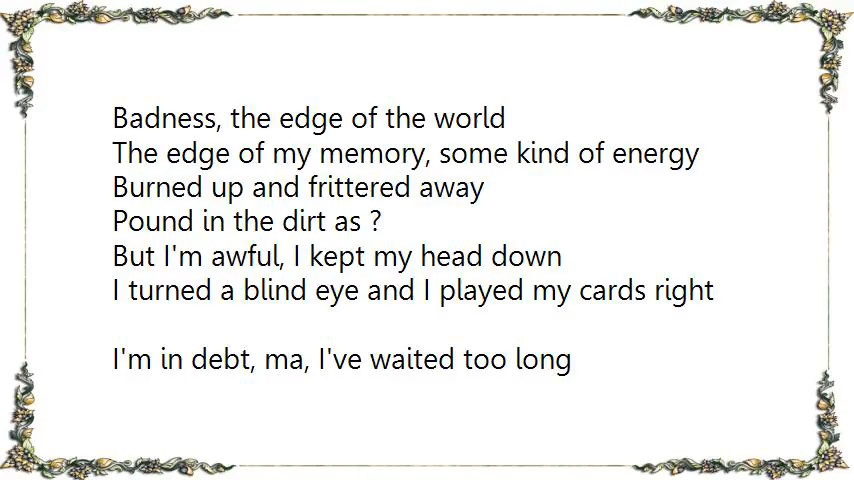 Badness, the edge of the world
The edge of my memory, some kind of energy
Burned up and frittered away
Pound in the dirt as ?
But I'm awful, I kept my head down
I turned a blind eye and I played my cards right
I'm in debt, ma, I've waited too long